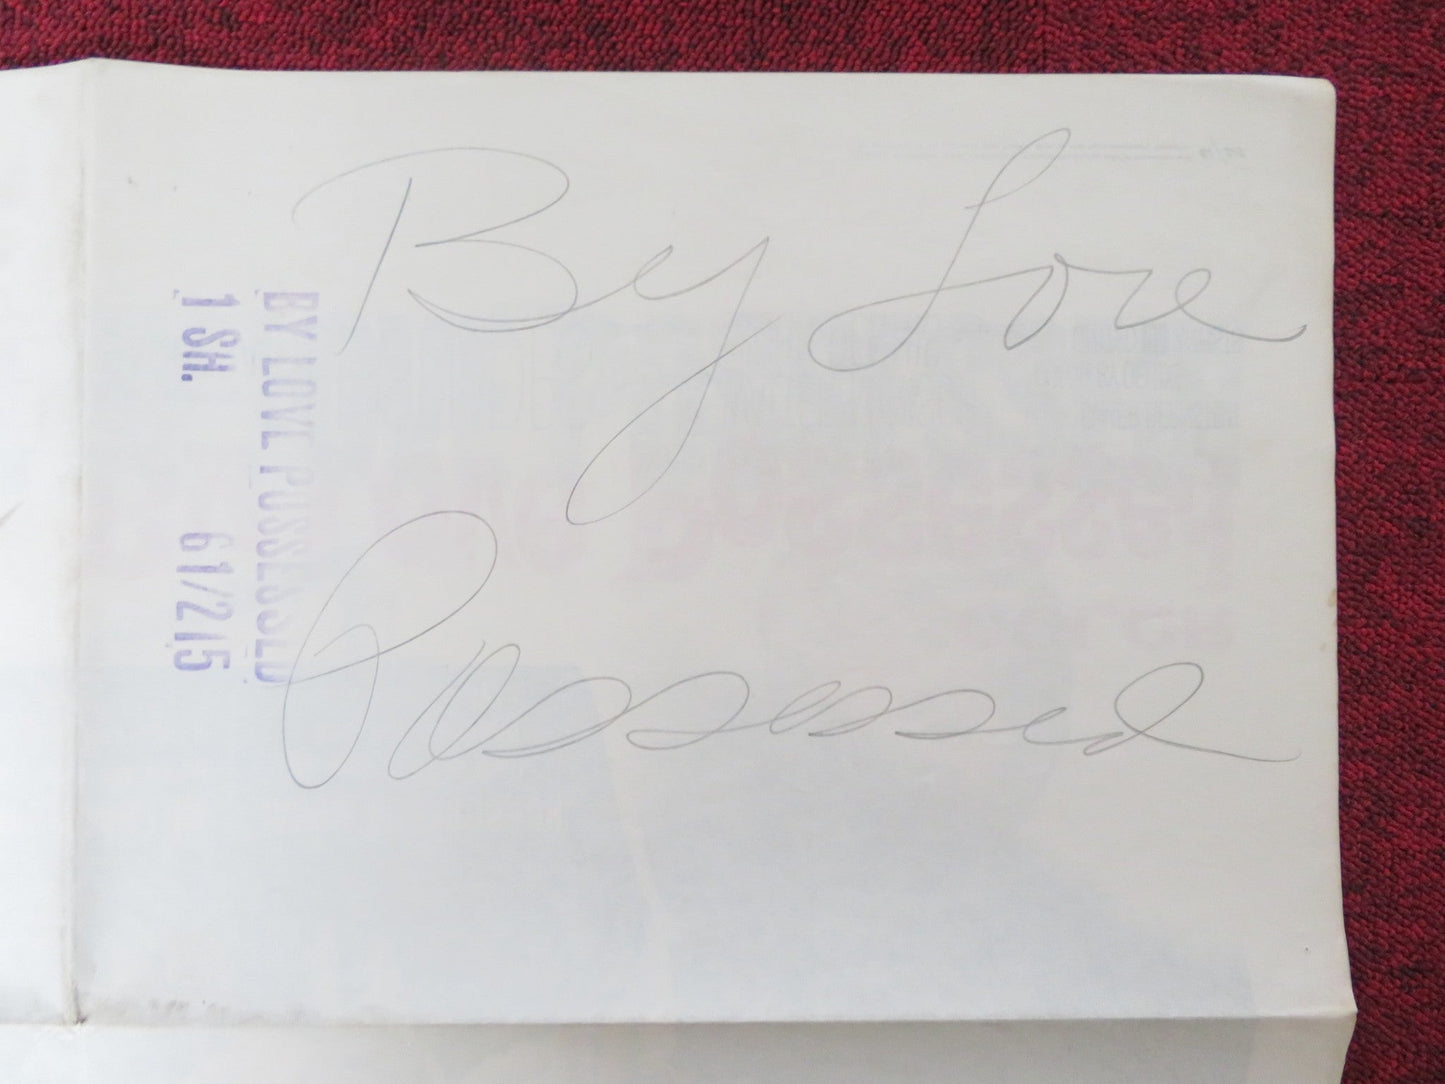 By Love
Possessed
BY LOVE POSSESSED
1 SH. 61/215